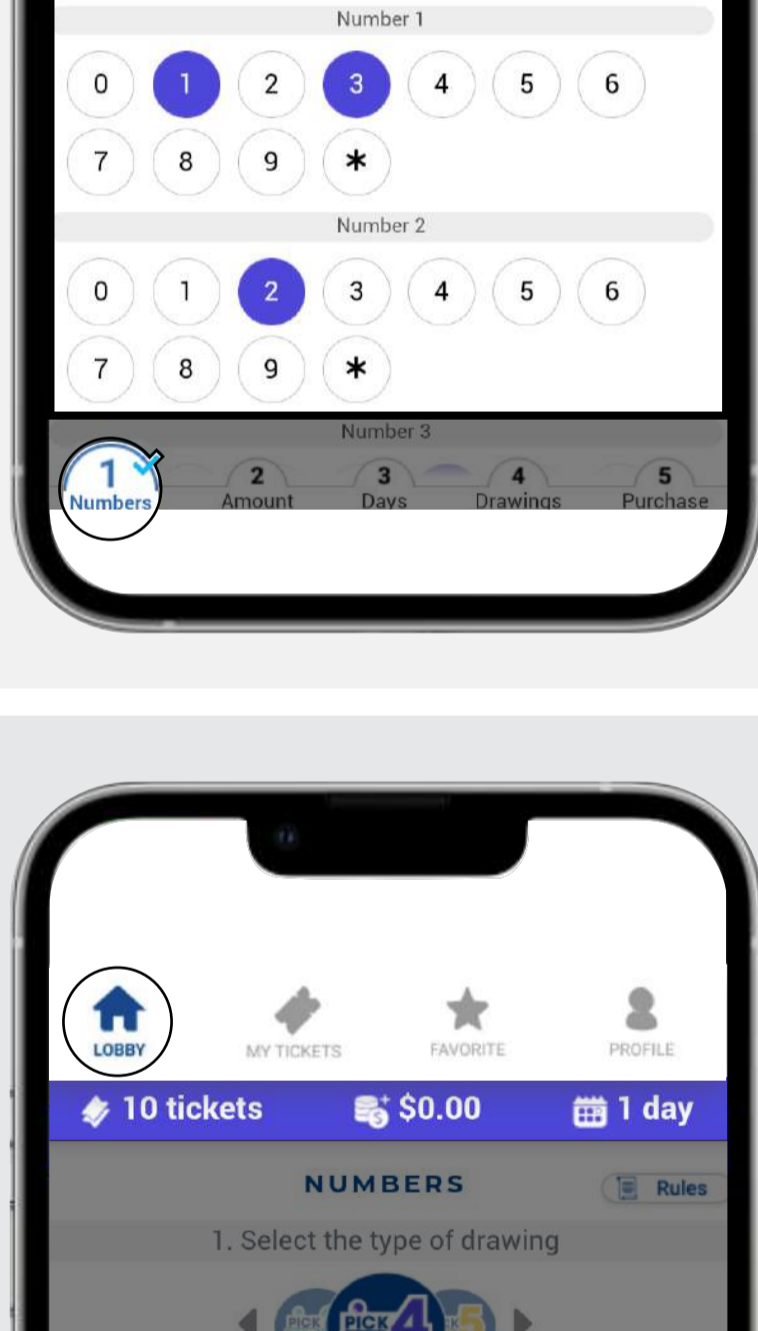 Number 1
0 1 2 3 4 5 6
7 8 9 *
Number 2
0 1 2 3 4 5 6
7 8 9 *
Number 3
1 2 3 4 5
Numbers Amount Days Drawings Purchase
LOBBY MY TICKETS FAVORITE PROFILE
10 tickets $0.00 1 day
NUMBERS Rules
1. Select the type of drawing
PICK PICK 4 CK 5